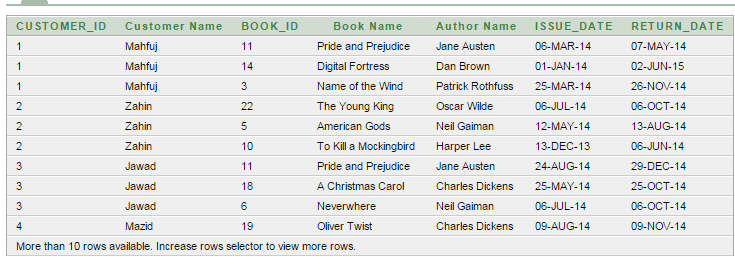 CUSTOMER_ID Customer Name BOOK_ID Book Name Author Name ISSUE_DATE RETURN_DATE
1 Mahfuj 11 Pride and Prejudice Jane Austen 06-MAR-14 07-MAY-14
1 Mahfuj 14 Digital Fortress Dan Brown 01-JAN-14 02-JUN-15
1 Mahfuj 3 Name of the Wind Patrick Rothfuss 25-MAR-14 26-NOV-14
2 Zahin 22 The Young King Oscar Wilde 06-JUL-14 06-OCT-14
2 Zahin 5 American Gods Neil Gaiman 12-MAY-14 13-AUG-14
2 Zahin 10 To Kill a Mockingbird Harper Lee 13-DEC-13 06-JUN-14
3 Jawad 11 Pride and Prejudice Jane Austen 24-AUG-14 29-DEC-14
3 Jawad 18 A Christmas Carol Charles Dickens 25-MAY-14 25-OCT-14
3 Jawad 6 Neverwhere Neil Gaiman 06-JUL-14 06-OCT-14
4 Mazid 19 Oliver Twist Charles Dickens 09-AUG-14 09-NOV-14
More than 10 rows available. Increase rows selector to view more rows.